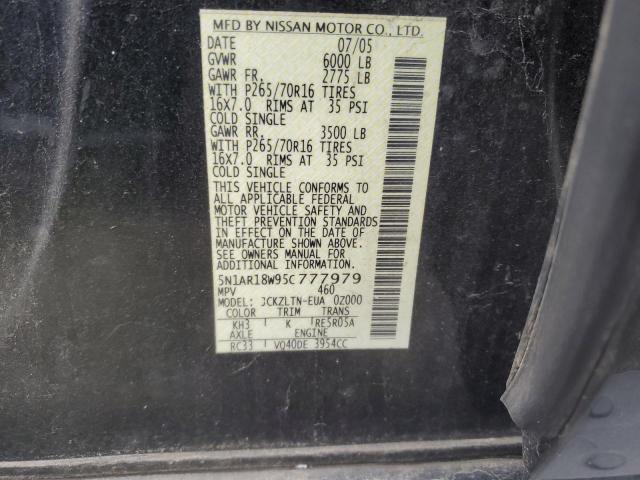 MFD BY NISSAN MOTOR CO., LTD.
DATE 07/05
GVWR 6000 LB
GAWR FR. 2775 LB
WITH P265/70R16 TIRES
16X7.0 RIMS AT 35 PSI
COLD SINGLE
GAWR RR. 3500 LB
WITH P265/70R16 TIRES
16X7.0 RIMS AT 35 PSI
COLD SINGLE
THIS VEHICLE CONFORMS TO
ALL APPLICABLE FEDERAL
MOTOR VEHICLE SAFETY AND
THEFT PREVENTION STANDARDS
IN EFFECT ON THE DATE OF
MANUFACTURE SHOWN ABOVE.
SEE OWNERS MANUAL FOR
ADDITIONAL INFORMATION.
5N1AR18W95C777979
MPV 460
MODEL: JCKZLTN-EUA 0Z000
COLOR TRIM TRANS
KH3 K RE5R05A
AXLE ENGINE
RC33 VQ40DE 3954CC